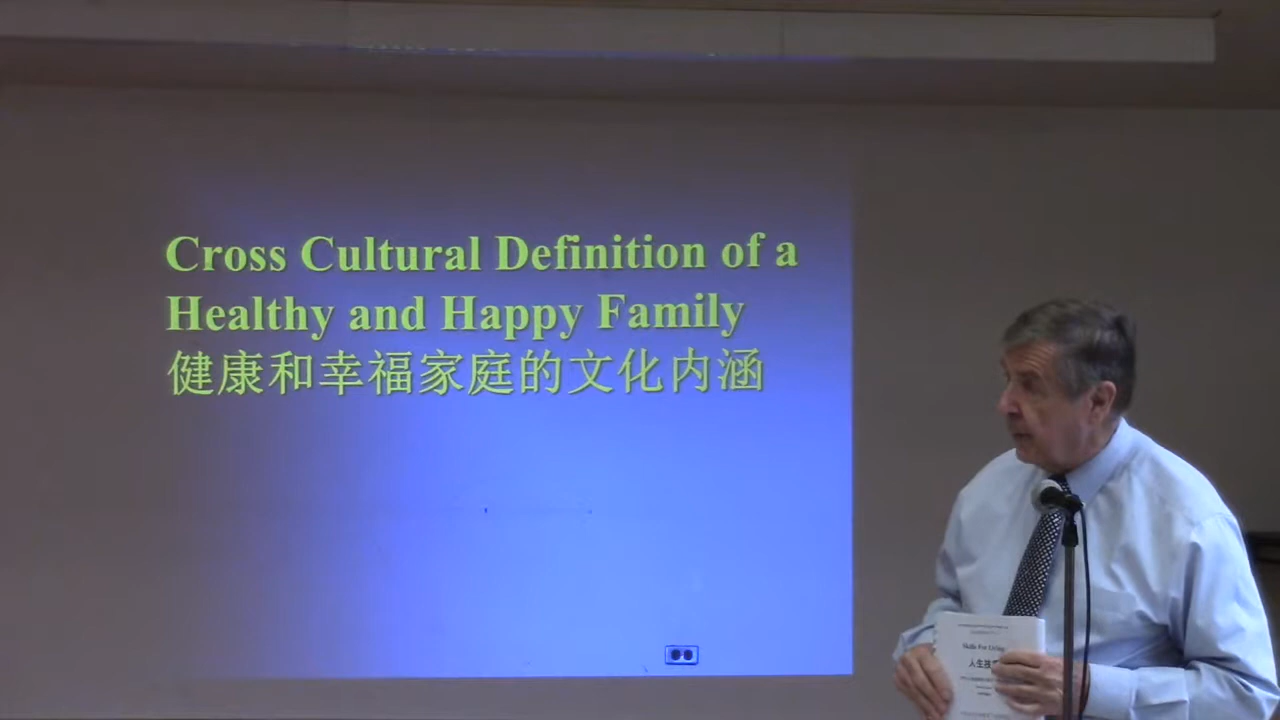 Cross Cultural Definition of a
Healthy and Happy Family
健康和幸福家庭的文化内涵
Skills For Living
人生技